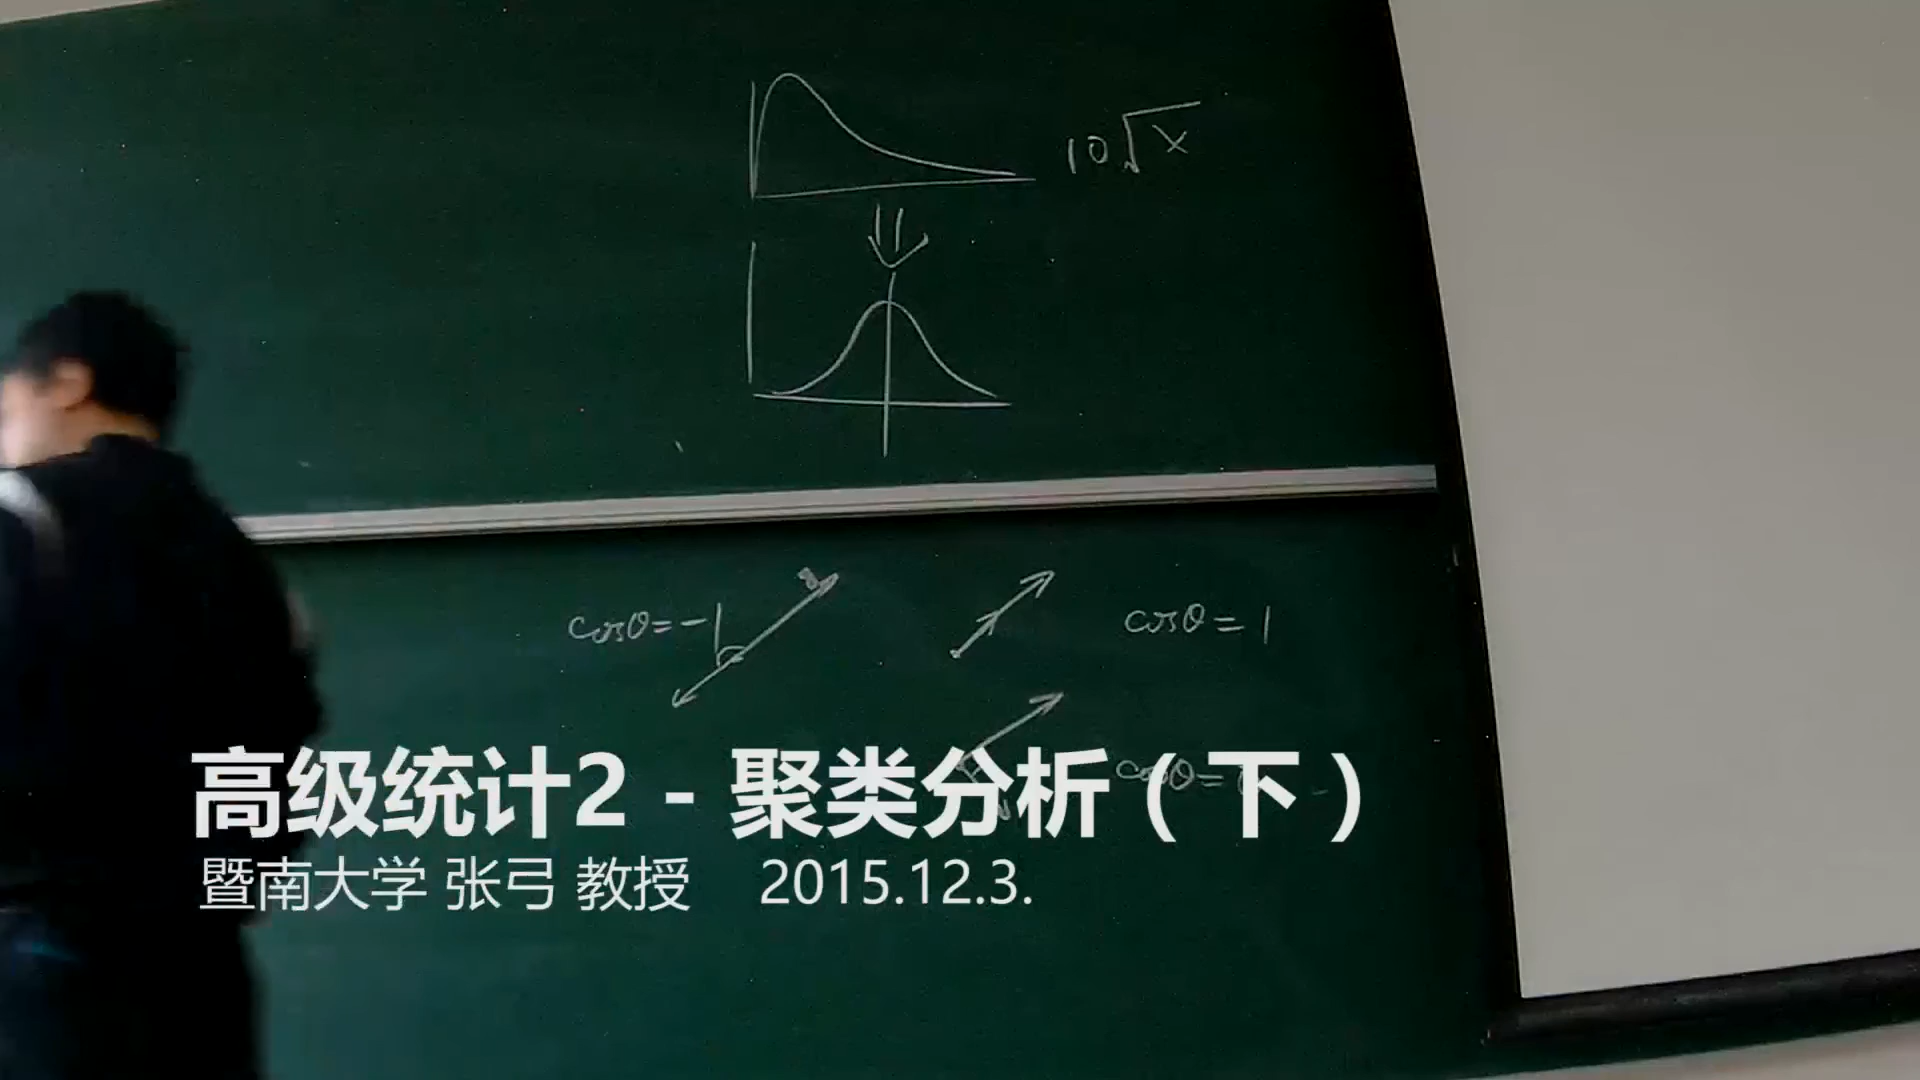 10√x
cosθ=-1
cosθ=1
cosθ=
高级统计2 - 聚类分析（下）
暨南大学 张弓 教授 2015.12.3.